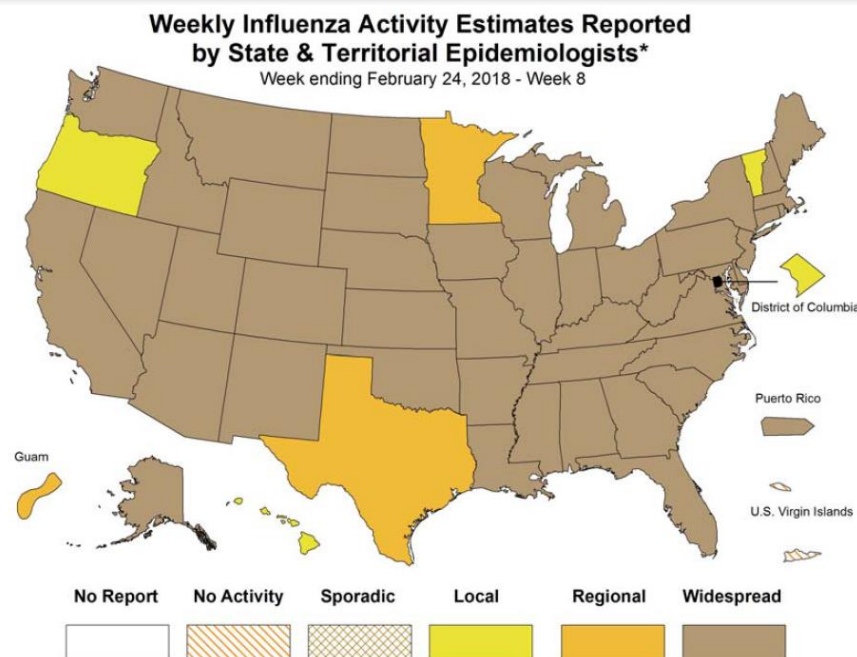 Weekly Influenza Activity Estimates Reported
by State & Territorial Epidemiologists*
Week ending February 24, 2018 - Week 8
District of Columbia
Puerto Rico
Guam
U.S. Virgin Islands
No Report No Activity Sporadic Local Regional Widespread